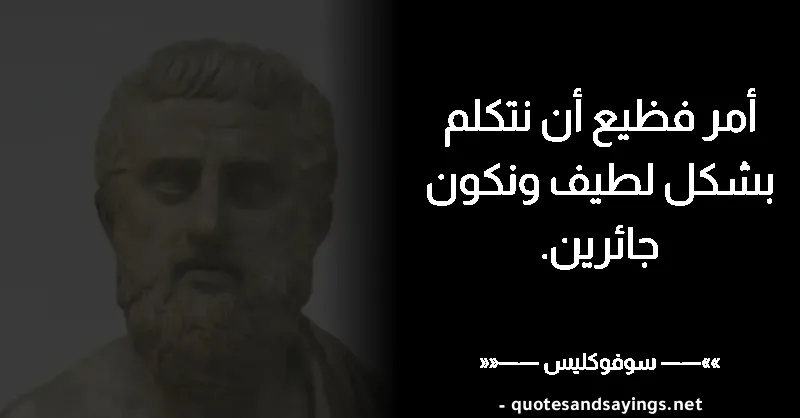 أمر فظيع أن نتكلم
بشكل لطيف ونكون
جائرين.
»»—— سوفوكليس ——««
- quotesandsayings.net